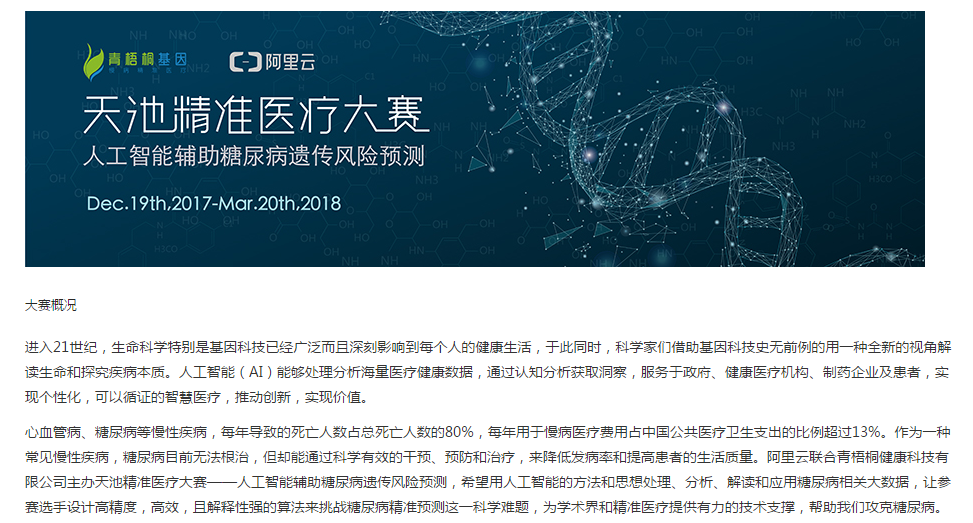 青梧桐基因
阿里云
天池精准医疗大赛
人工智能辅助糖尿病遗传风险预测
Dec.19th,2017-Mar.20th,2018
大赛概况
进入21世纪，生命科学特别是基因科技已经广泛而且深刻影响到每个人的健康生活，于此同时，科学家们借助基因科技史无前例的用一种全新的视角解
读生命和探究疾病本质。人工智能（AI）能够处理分析海量医疗健康数据，通过认知分析获取洞察，服务于政府、健康医疗机构、制药企业及患者，实
现个性化，可以循证的智慧医疗，推动创新，实现价值。
心血管病、糖尿病等慢性疾病，每年导致的死亡人数占总死亡人数的80%，每年用于慢病医疗费用占中国公共医疗卫生支出的比例超过13%。作为一种
常见慢性疾病，糖尿病目前无法根治，但却能通过科学有效的干预、预防和治疗，来降低发病率和提高患者的生活质量。阿里云联合青梧桐健康科技有
限公司主办天池精准医疗大赛——人工智能辅助糖尿病遗传风险预测，希望用人工智能的方法和思想处理、分析、解读和应用糖尿病相关大数据，让参
赛选手设计高精度，高效，且解释性强的算法来挑战糖尿病精准预测这一科学难题，为学术界和精准医疗提供有力的技术支撑，帮助我们攻克糖尿病。